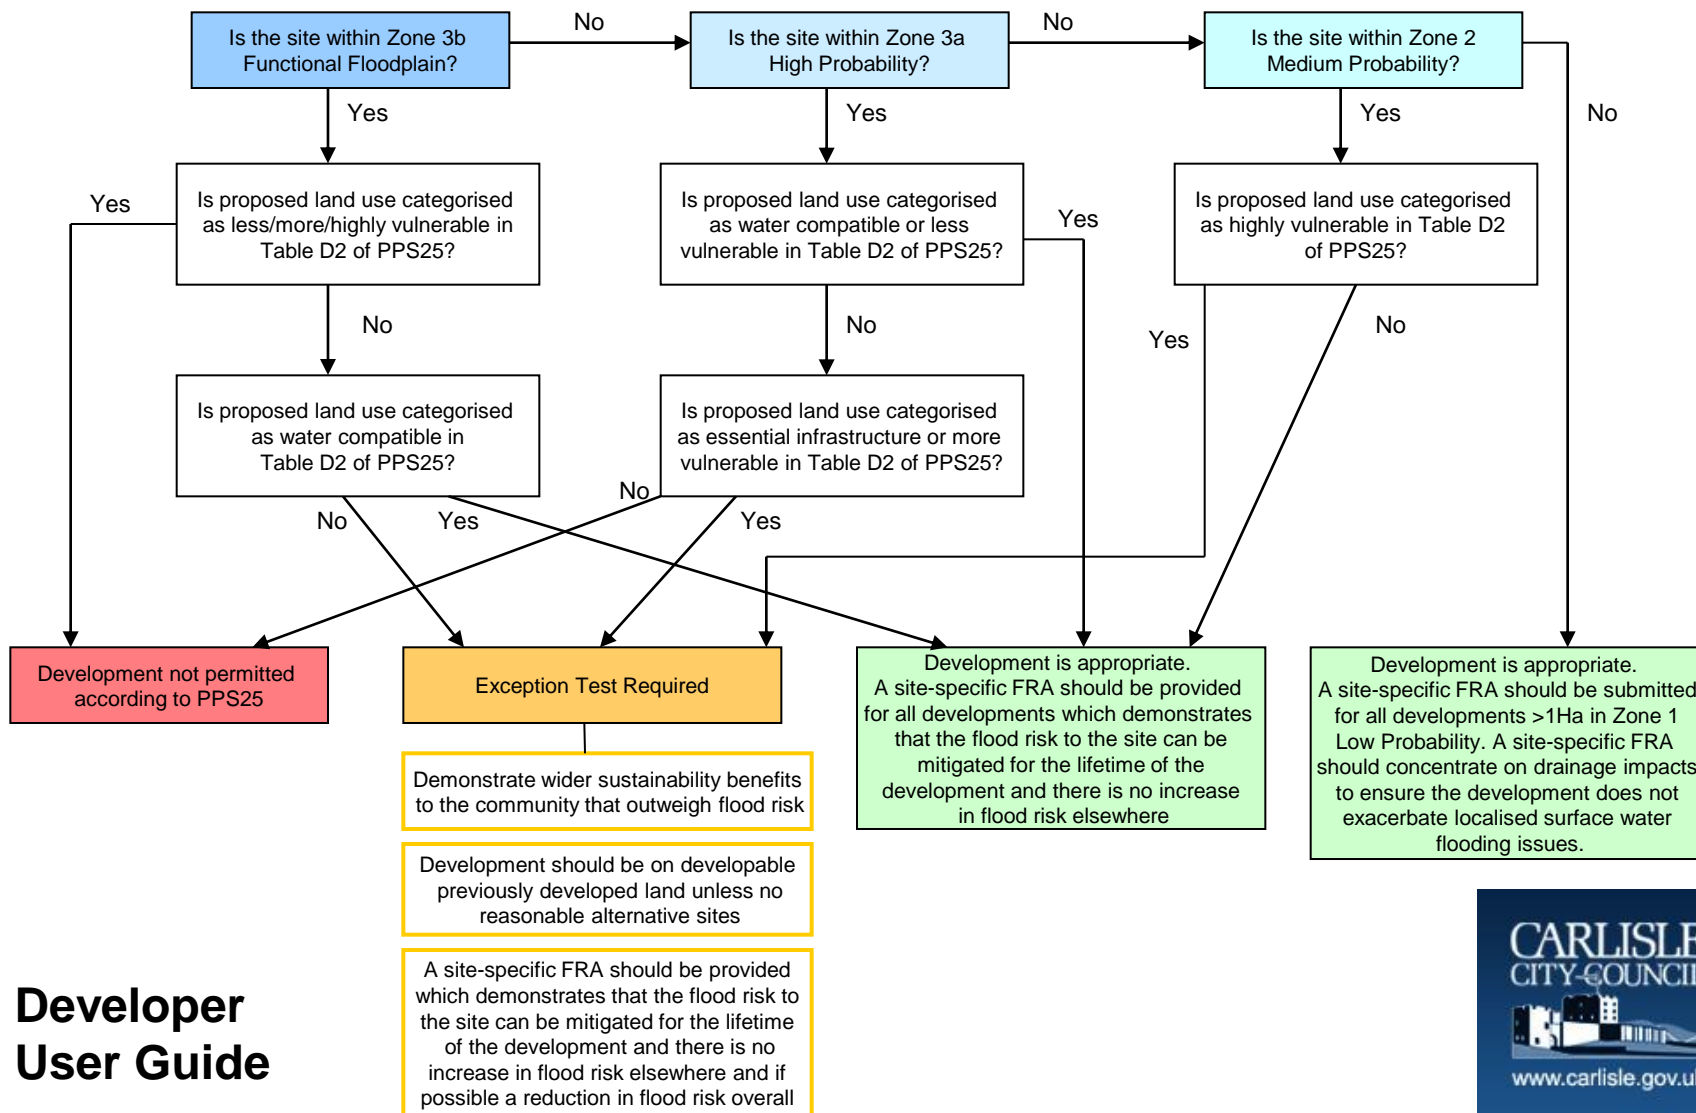 Is the site within Zone 3b
Functional Floodplain?
No
Is the site within Zone 3a
High Probability?
No
Is the site within Zone 2
Medium Probability?
Yes
Yes
Yes
No
Yes
Is proposed land use categorised
as less/more/highly vulnerable in
Table D2 of PPS25?
Is proposed land use categorised
as water compatible or less
vulnerable in Table D2 of PPS25?
Yes
Is proposed land use categorised
as highly vulnerable in Table D2
of PPS25?
No
No
Yes
No
Is proposed land use categorised
as water compatible in
Table D2 of PPS25?
Is proposed land use categorised
as essential infrastructure or more
vulnerable in Table D2 of PPS25?
No
Yes
No
Yes
Development not permitted
according to PPS25
Exception Test Required
Development is appropriate.
A site-specific FRA should be provided
for all developments which demonstrates
that the flood risk to the site can be
mitigated for the lifetime of the
development and there is no increase
in flood risk elsewhere
Development is appropriate.
A site-specific FRA should be submitted
for all developments >1Ha in Zone 1
Low Probability. A site-specific FRA
should concentrate on drainage impacts
to ensure the development does not
exacerbate localised surface water
flooding issues.
Demonstrate wider sustainability benefits
to the community that outweigh flood risk
Development should be on developable
previously developed land unless no
reasonable alternative sites
A site-specific FRA should be provided
which demonstrates that the flood risk to
the site can be mitigated for the lifetime
of the development and there is no
increase in flood risk elsewhere and if
possible a reduction in flood risk overall
Developer
User Guide
CARLISLE
CITY-COUNCIL
www.carlisle.gov.uk